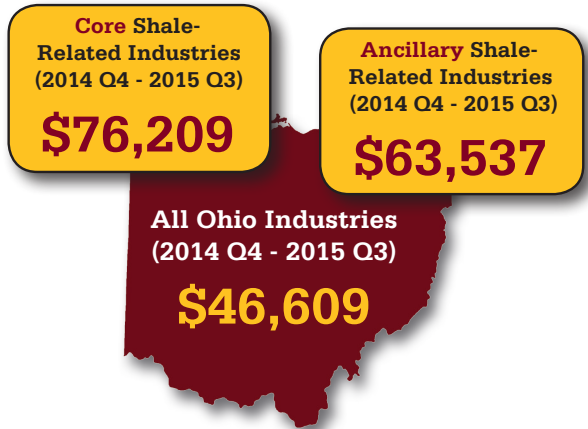 Core Shale-
Related Industries
(2014 Q4 - 2015 Q3)
$76,209
Ancillary Shale-
Related Industries
(2014 Q4 - 2015 Q3)
$63,537
All Ohio Industries
(2014 Q4 - 2015 Q3)
$46,609